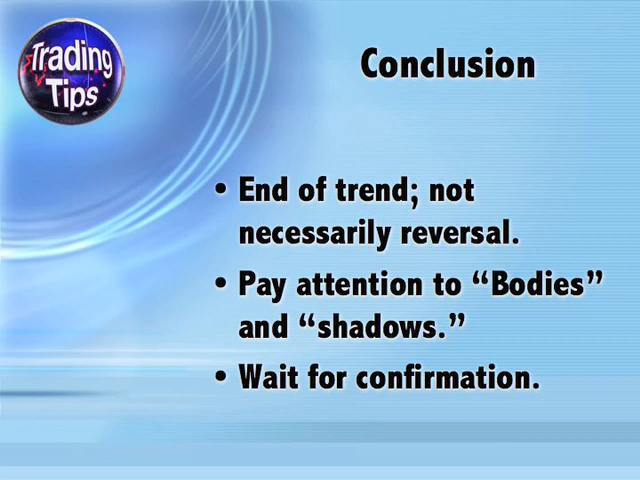 Trading
Tips
Conclusion
• End of trend; not
necessarily reversal.
• Pay attention to “Bodies”
and “shadows.”
• Wait for confirmation.